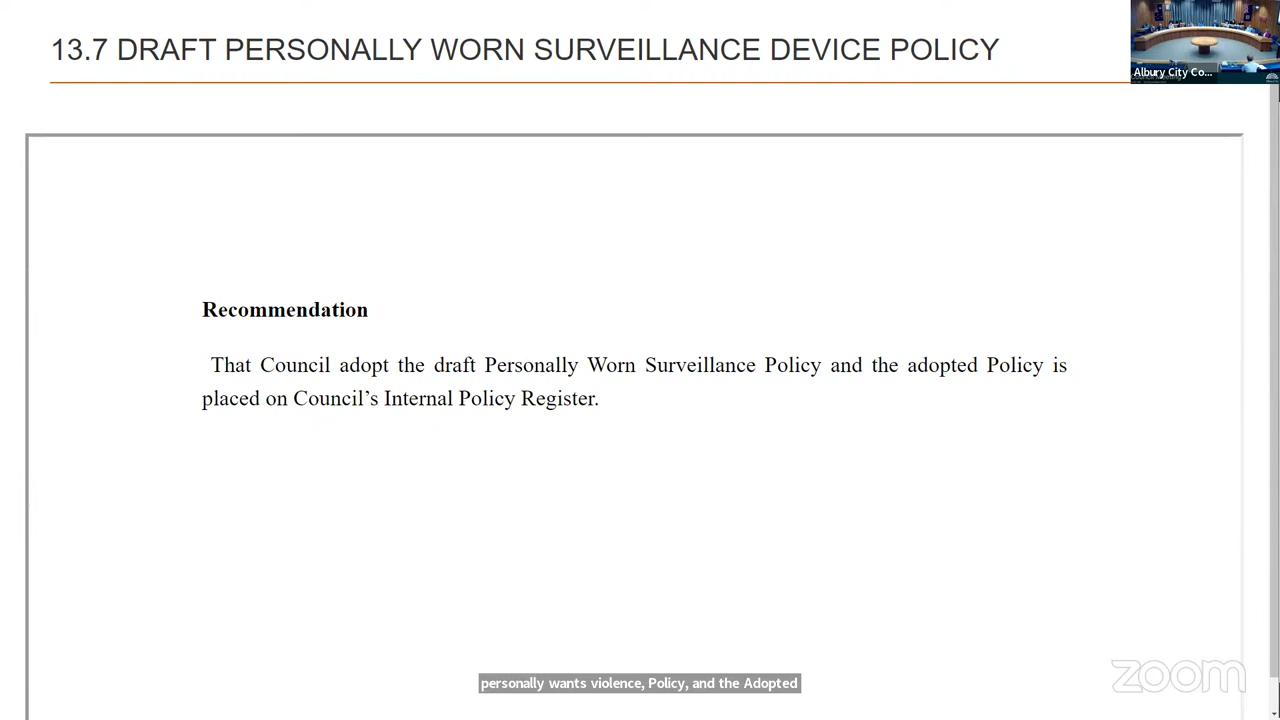 13.7 DRAFT PERSONALLY WORN SURVEILLANCE DEVICE POLICY
Albury City Co...
Recommendation
That Council adopt the draft Personally Worn Surveillance Policy and the adopted Policy is
placed on Council’s Internal Policy Register.
personally wants violence, Policy, and the Adopted
zoom